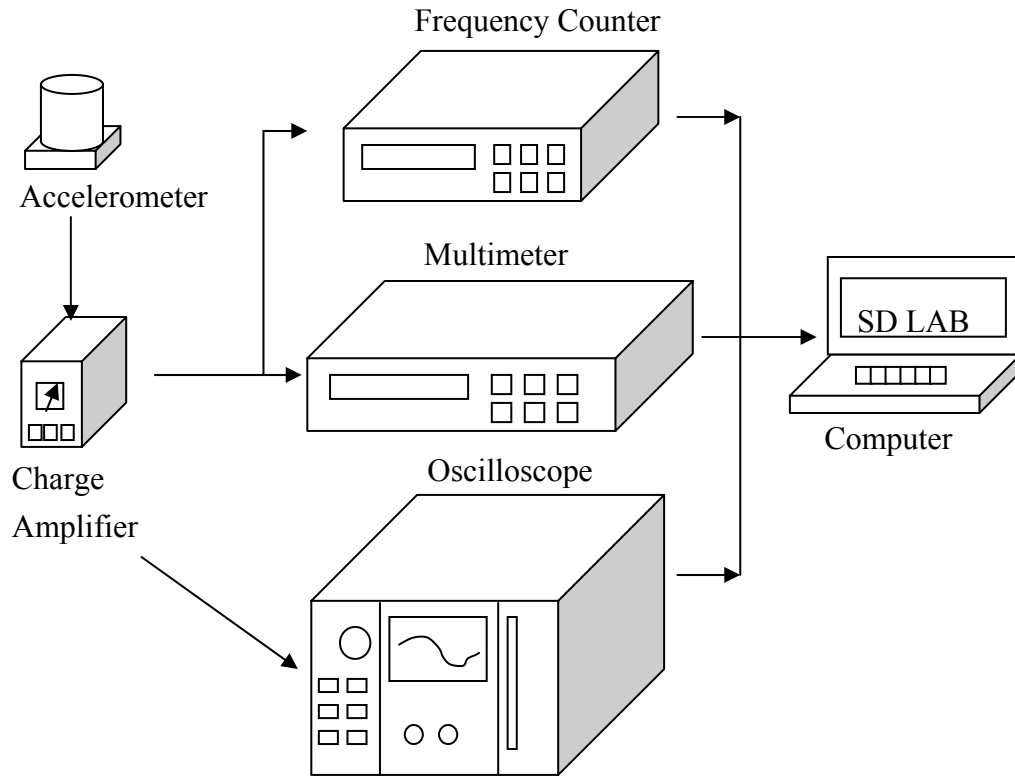 Frequency Counter
Accelerometer
Multimeter
SD LAB
Computer
Oscilloscope
Charge
Amplifier